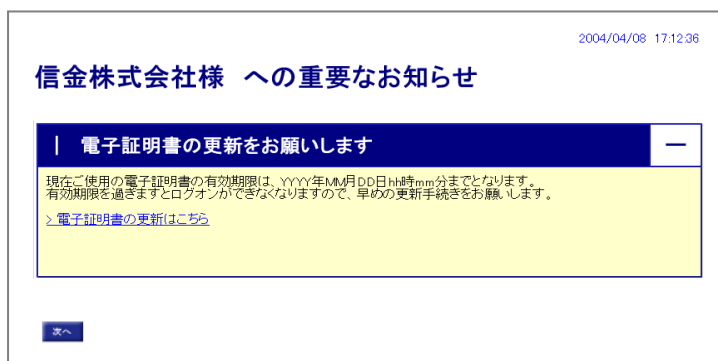 2004/04/08 17:12:36
信金株式会社様 への重要なお知らせ
| 電子証明書の更新をお願いします
現在ご使用の電子証明書の有効期限は、YYYY年MM月DD日hh時mm分までとなります。
有効期限を過ぎますとログオンができなくなりますので、早めの更新手続きをお願いします。
> 電子証明書の更新はこちら
次へ